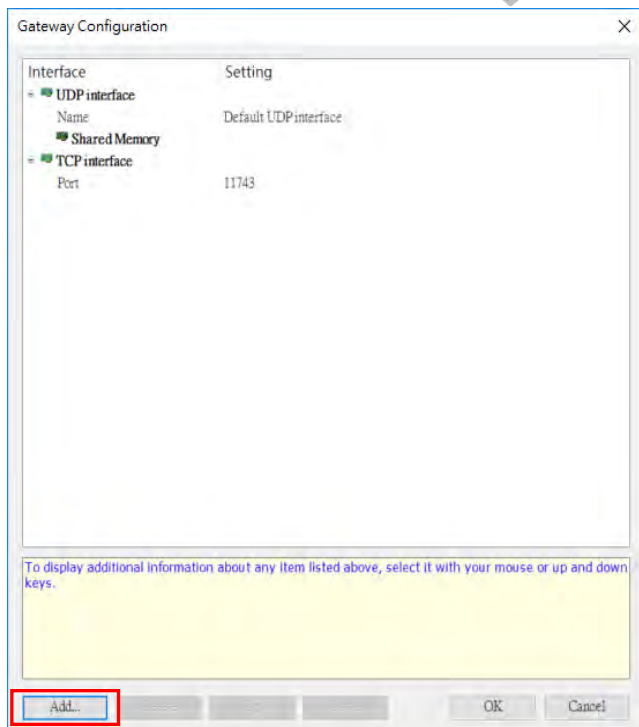 Gateway Configuration
Interface Setting
UDP interface
Name Default UDP interface
Shared Memory
TCP interface
Port 11743
To display additional information about any item listed above, select it with your mouse or up and down
keys.
Add... OK Cancel